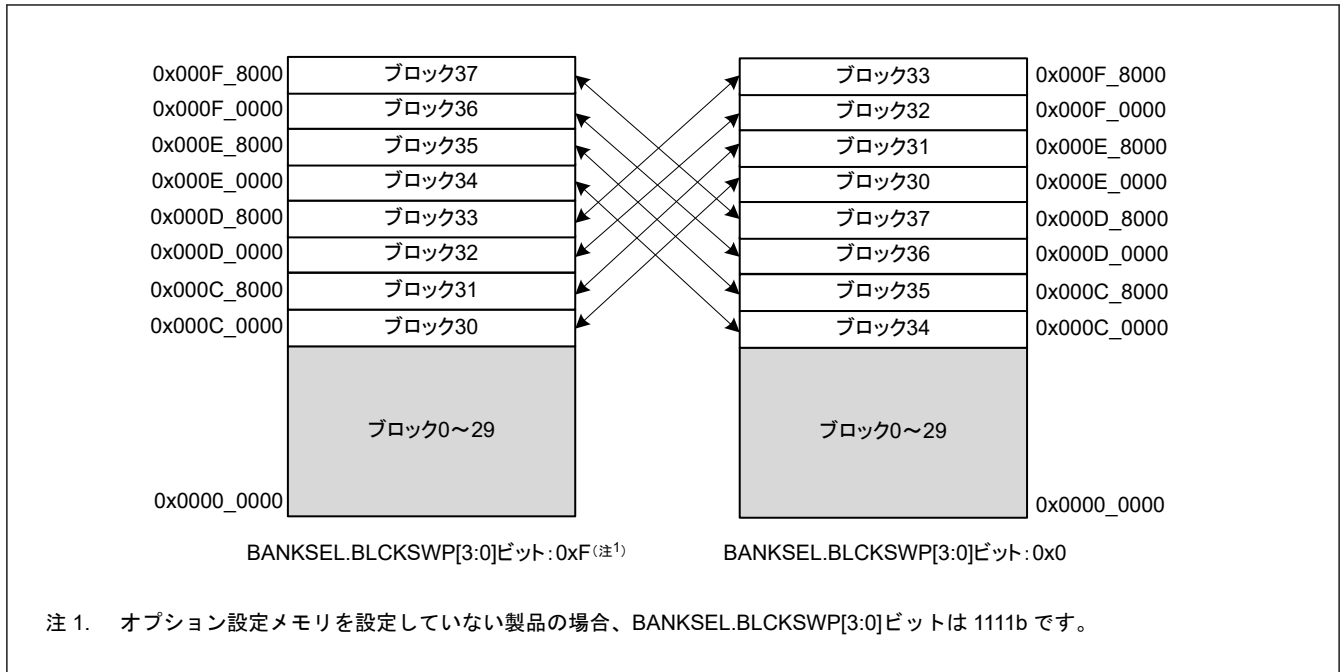 0x000F_8000 ブロック37 ブロック33 0x000F_8000
0x000F_0000 ブロック36 ブロック32 0x000F_0000
0x000E_8000 ブロック35 ブロック31 0x000E_8000
0x000E_0000 ブロック34 ブロック30 0x000E_0000
0x000D_8000 ブロック33 ブロック37 0x000D_8000
0x000D_0000 ブロック32 ブロック36 0x000D_0000
0x000C_8000 ブロック31 ブロック35 0x000C_8000
0x000C_0000 ブロック30 ブロック34 0x000C_0000
ブロック0～29 ブロック0～29
0x0000_0000 0x0000_0000
BANKSEL.BLCKSWP[3:0]ビット：0xF（注1） BANKSEL.BLCKSWP[3:0]ビット：0x0
注 1. オプション設定メモリを設定していない製品の場合、BANKSEL.BLCKSWP[3:0]ビットは 1111b です。